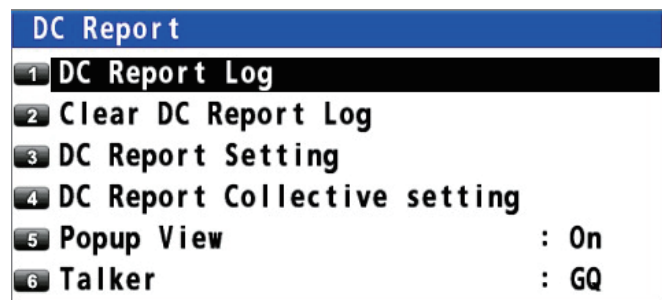 DC Report
1 DC Report Log
2 Clear DC Report Log
3 DC Report Setting
4 DC Report Collective setting
5 Popup View : On
6 Talker : GQ